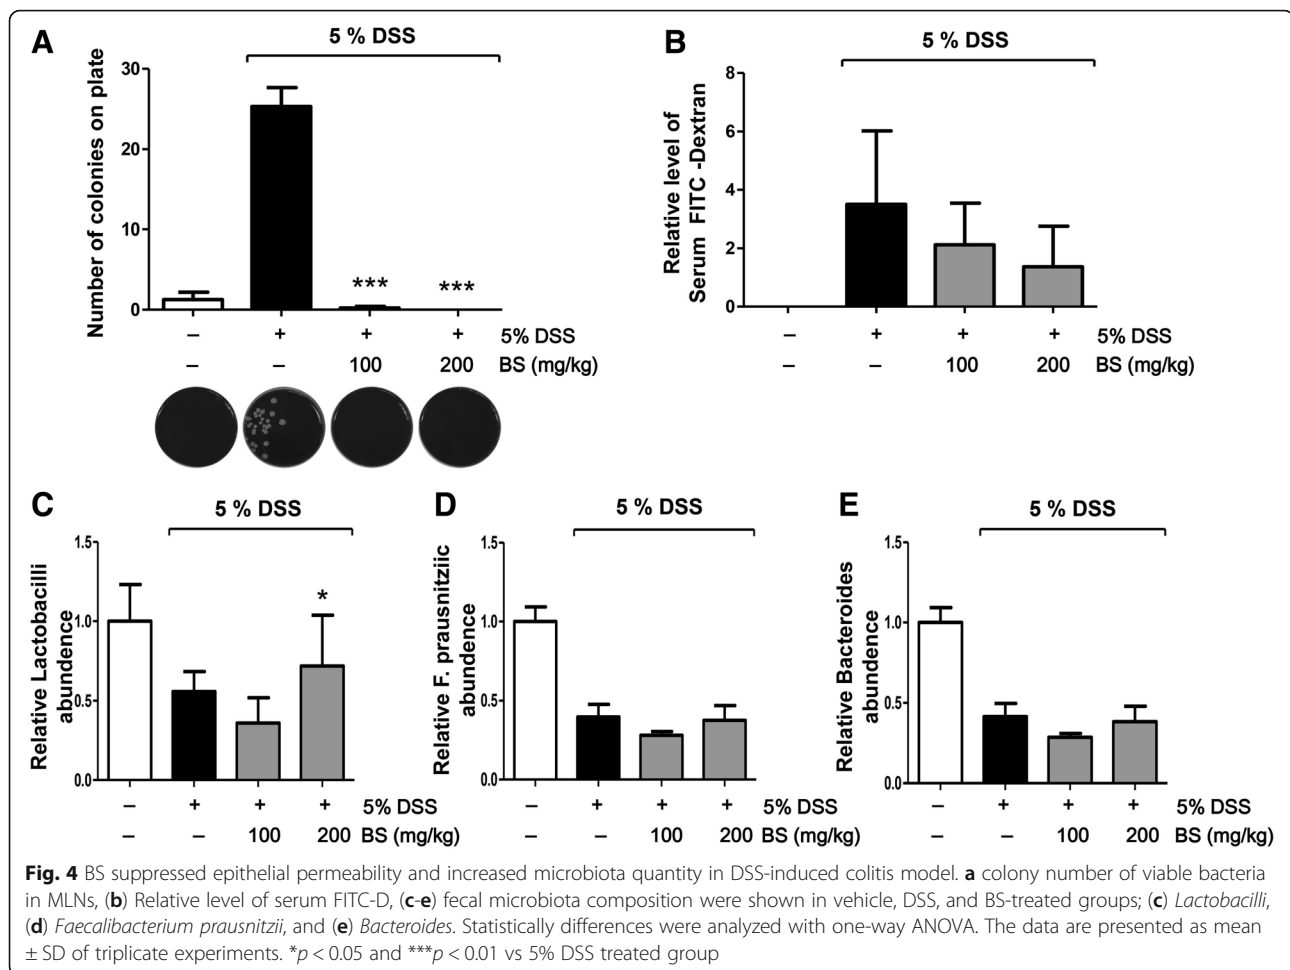 A
5 % DSS
Number of colonies on plate
30
20
10
0
***
***
– + + + 5% DSS
– – 100 200 BS (mg/kg)
B
5 % DSS
Relative level of
Serum FITC -Dextran
8
6
4
2
0
– + + + 5% DSS
– – 100 200 BS (mg/kg)
C
5 % DSS
Relative Lactobacilli
abundence
1.5
1.0
0.5
0.0
*
– + + + 5% DSS
– – 100 200 BS (mg/kg)
D
5 % DSS
Relative F. prausnitziic
abundence
1.5
1.0
0.5
0.0
– + + + 5% DSS
– – 100 200 BS (mg/kg)
E
5 % DSS
Relative Bacteroides
abundence
1.5
1.0
0.5
0.0
– + + + 5% DSS
– – 100 200 BS (mg/kg)
Fig. 4 BS suppressed epithelial permeability and increased microbiota quantity in DSS-induced colitis model. a colony number of viable bacteria
in MLNs, (b) Relative level of serum FITC-D, (c-e) fecal microbiota composition were shown in vehicle, DSS, and BS-treated groups; (c) Lactobacilli,
(d) Faecalibacterium prausnitzii, and (e) Bacteroides. Statistically differences were analyzed with one-way ANOVA. The data are presented as mean
± SD of triplicate experiments. *p < 0.05 and ***p < 0.01 vs 5% DSS treated group